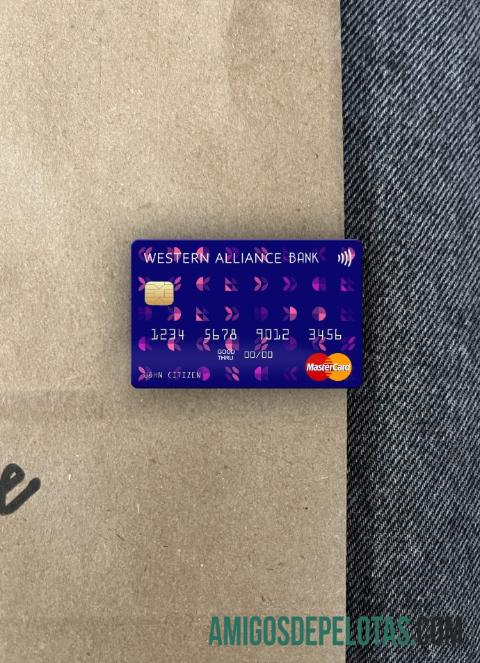 WESTERN ALLIANCE BANK
1234 5678 9012 3456
GOOD THRU 00/00
JOHN CITIZEN
MasterCard
e
AMIGOSDEPELOTAS.COM